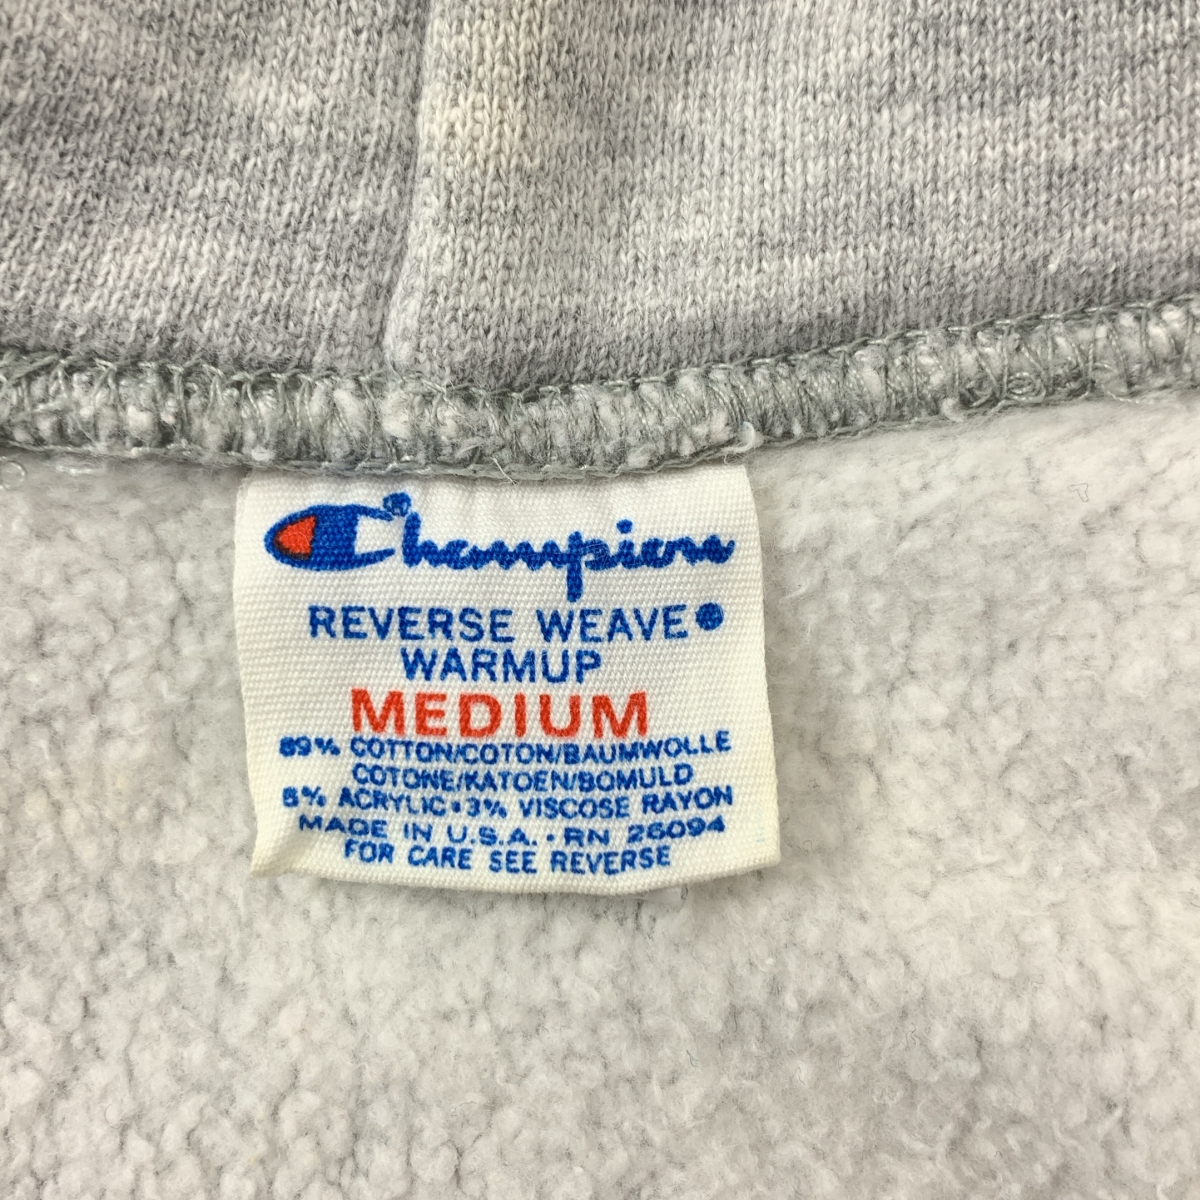 Champion
REVERSE WEAVE
WARMUP
MEDIUM
89% COTTON/COTON/BAUMWOLLE
COTONE/KATOEN/BOMULD
8% ACRYLIC•3% VISCOSE RAYON
MADE IN U.S.A. • RN 26094
FOR CARE SEE REVERSE